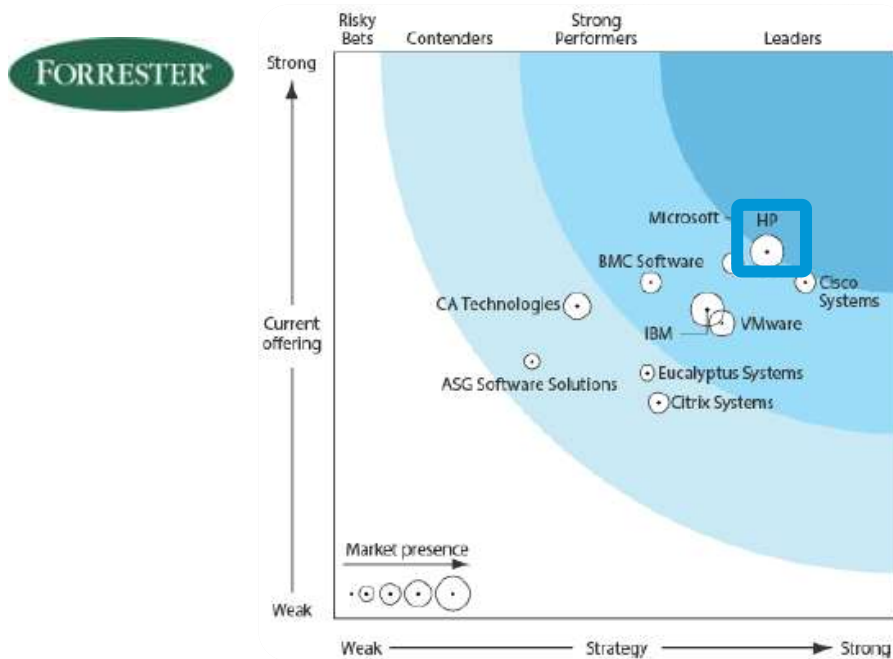 FORRESTER®
Risky
Bets
Contenders
Strong
Performers
Leaders
Strong
Current
offering
Weak
Microsoft
HP
BMC Software
Cisco
Systems
CA Technologies
IBM
VMware
ASG Software Solutions
Eucalyptus Systems
Citrix Systems
Market presence
Weak
Strategy
Strong